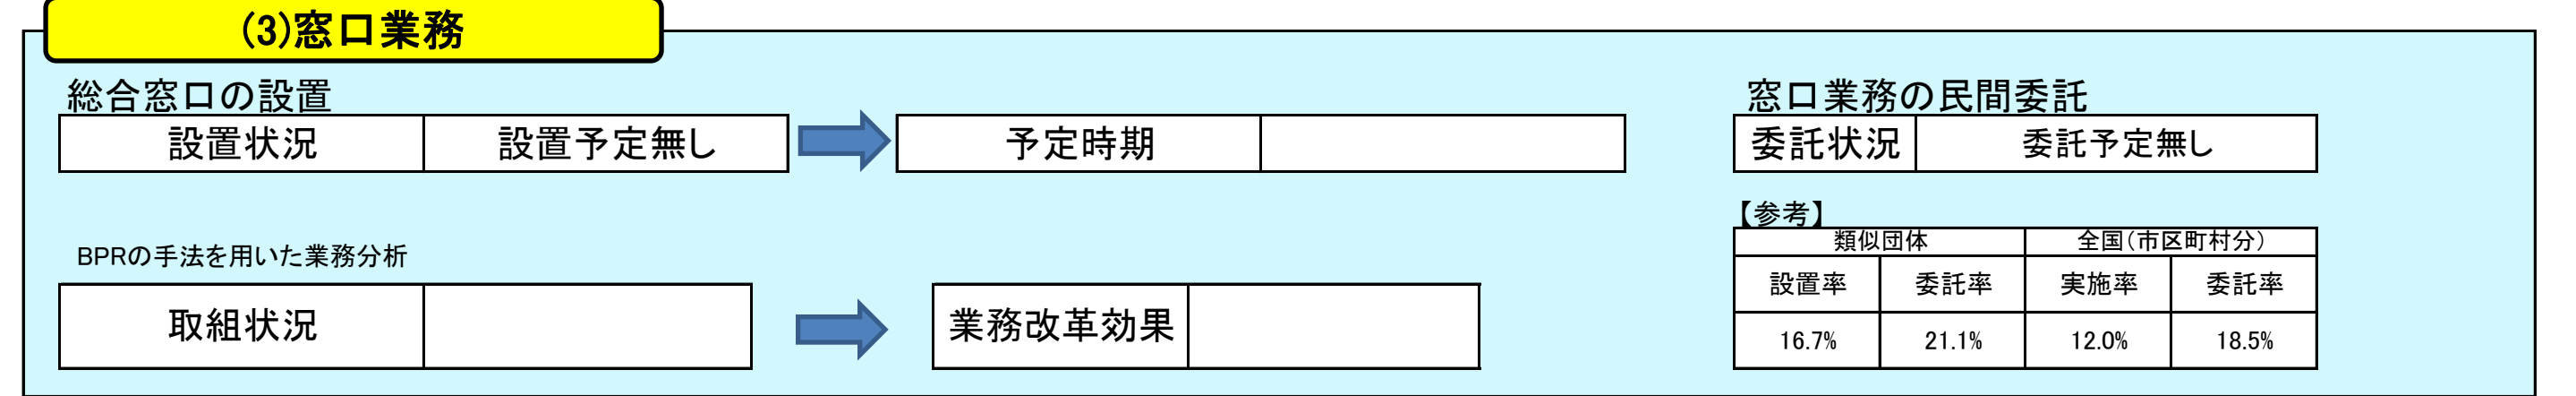 (3)窓口業務
総合窓口の設置
設置状況 設置予定無し 予定時期
窓口業務の民間委託
委託状況 委託予定無し
BPRの手法を用いた業務分析
取組状況 業務改革効果
【参考】
類似団体 全国(市区町村分)
設置率 委託率 実施率 委託率
16.7% 21.1% 12.0% 18.5%